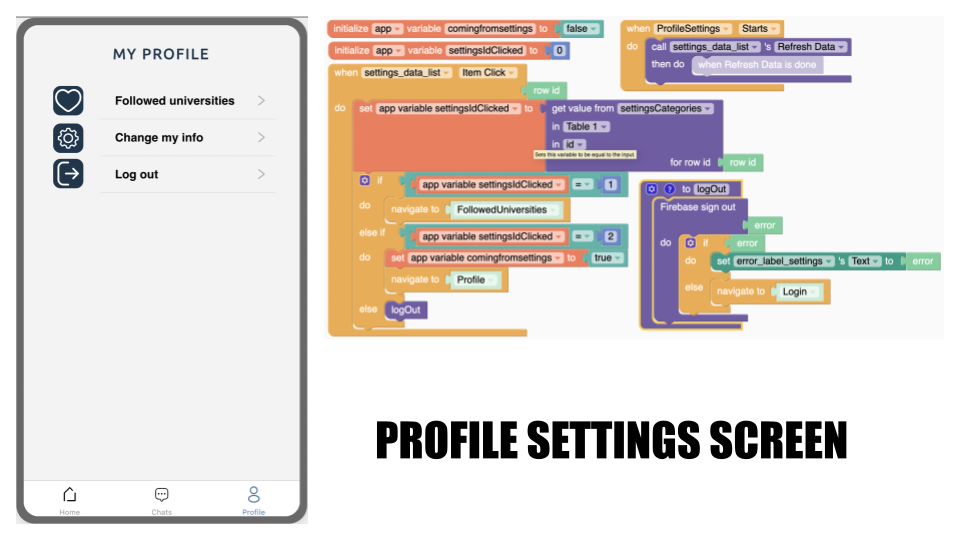 MY PROFILE
Followed universities
Change my info
Log out
Home
Chats
Profile
initialize app variable comingfromsettings to false
initialize app variable settingsIdClicked to 0
when settings_data_list Item Click
row id
do set app variable settingsIdClicked to get value from settingsCategories
in Table 1
in id
Sets this variable to be equal to the input.
for row id row id
if app variable settingsIdClicked = 1
do navigate to FollowedUniversities
else if app variable settingsIdClicked = 2
do set app variable comingfromsettings to true
navigate to Profile
else logOut
when ProfileSettings Starts
do call settings_data_list 's Refresh Data
then do when Refresh Data is done
? to logOut
Firebase sign out
error
do if error
do set error_label_settings 's Text to error
else navigate to Login
PROFILE SETTINGS SCREEN